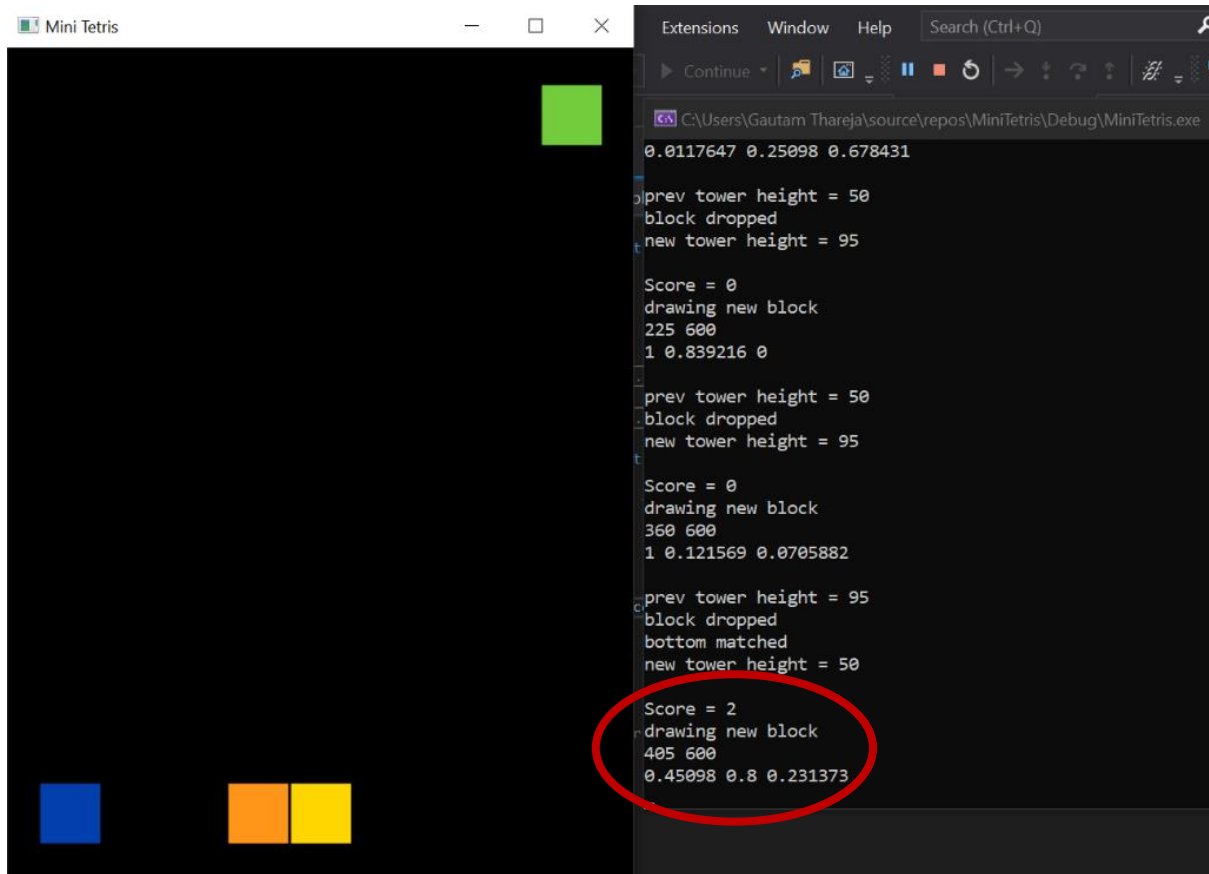 Mini Tetris
Extensions Window Help Search (Ctrl+Q)
Continue
C:\Users\Gautam Thareja\source\repos\MiniTetris\Debug\MiniTetris.exe
0.0117647 0.25098 0.678431
prev tower height = 50
block dropped
new tower height = 95
Score = 0
drawing new block
225 600
1 0.839216 0
prev tower height = 50
block dropped
new tower height = 95
Score = 0
drawing new block
360 600
1 0.121569 0.0705882
prev tower height = 95
block dropped
bottom matched
new tower height = 50
Score = 2
drawing new block
405 600
0.45098 0.8 0.231373